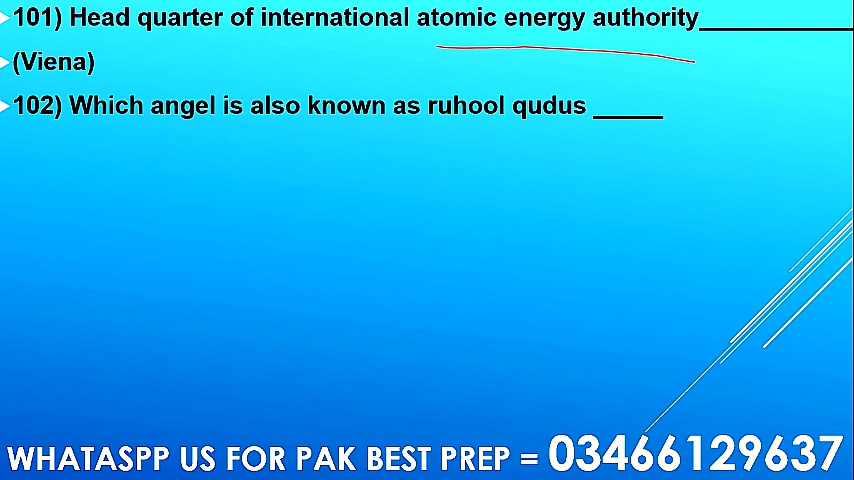 101) Head quarter of international atomic energy authority____________
(Viena)
102) Which angel is also known as ruhool qudus _____
WHATASPP US FOR PAK BEST PREP = 03466129637